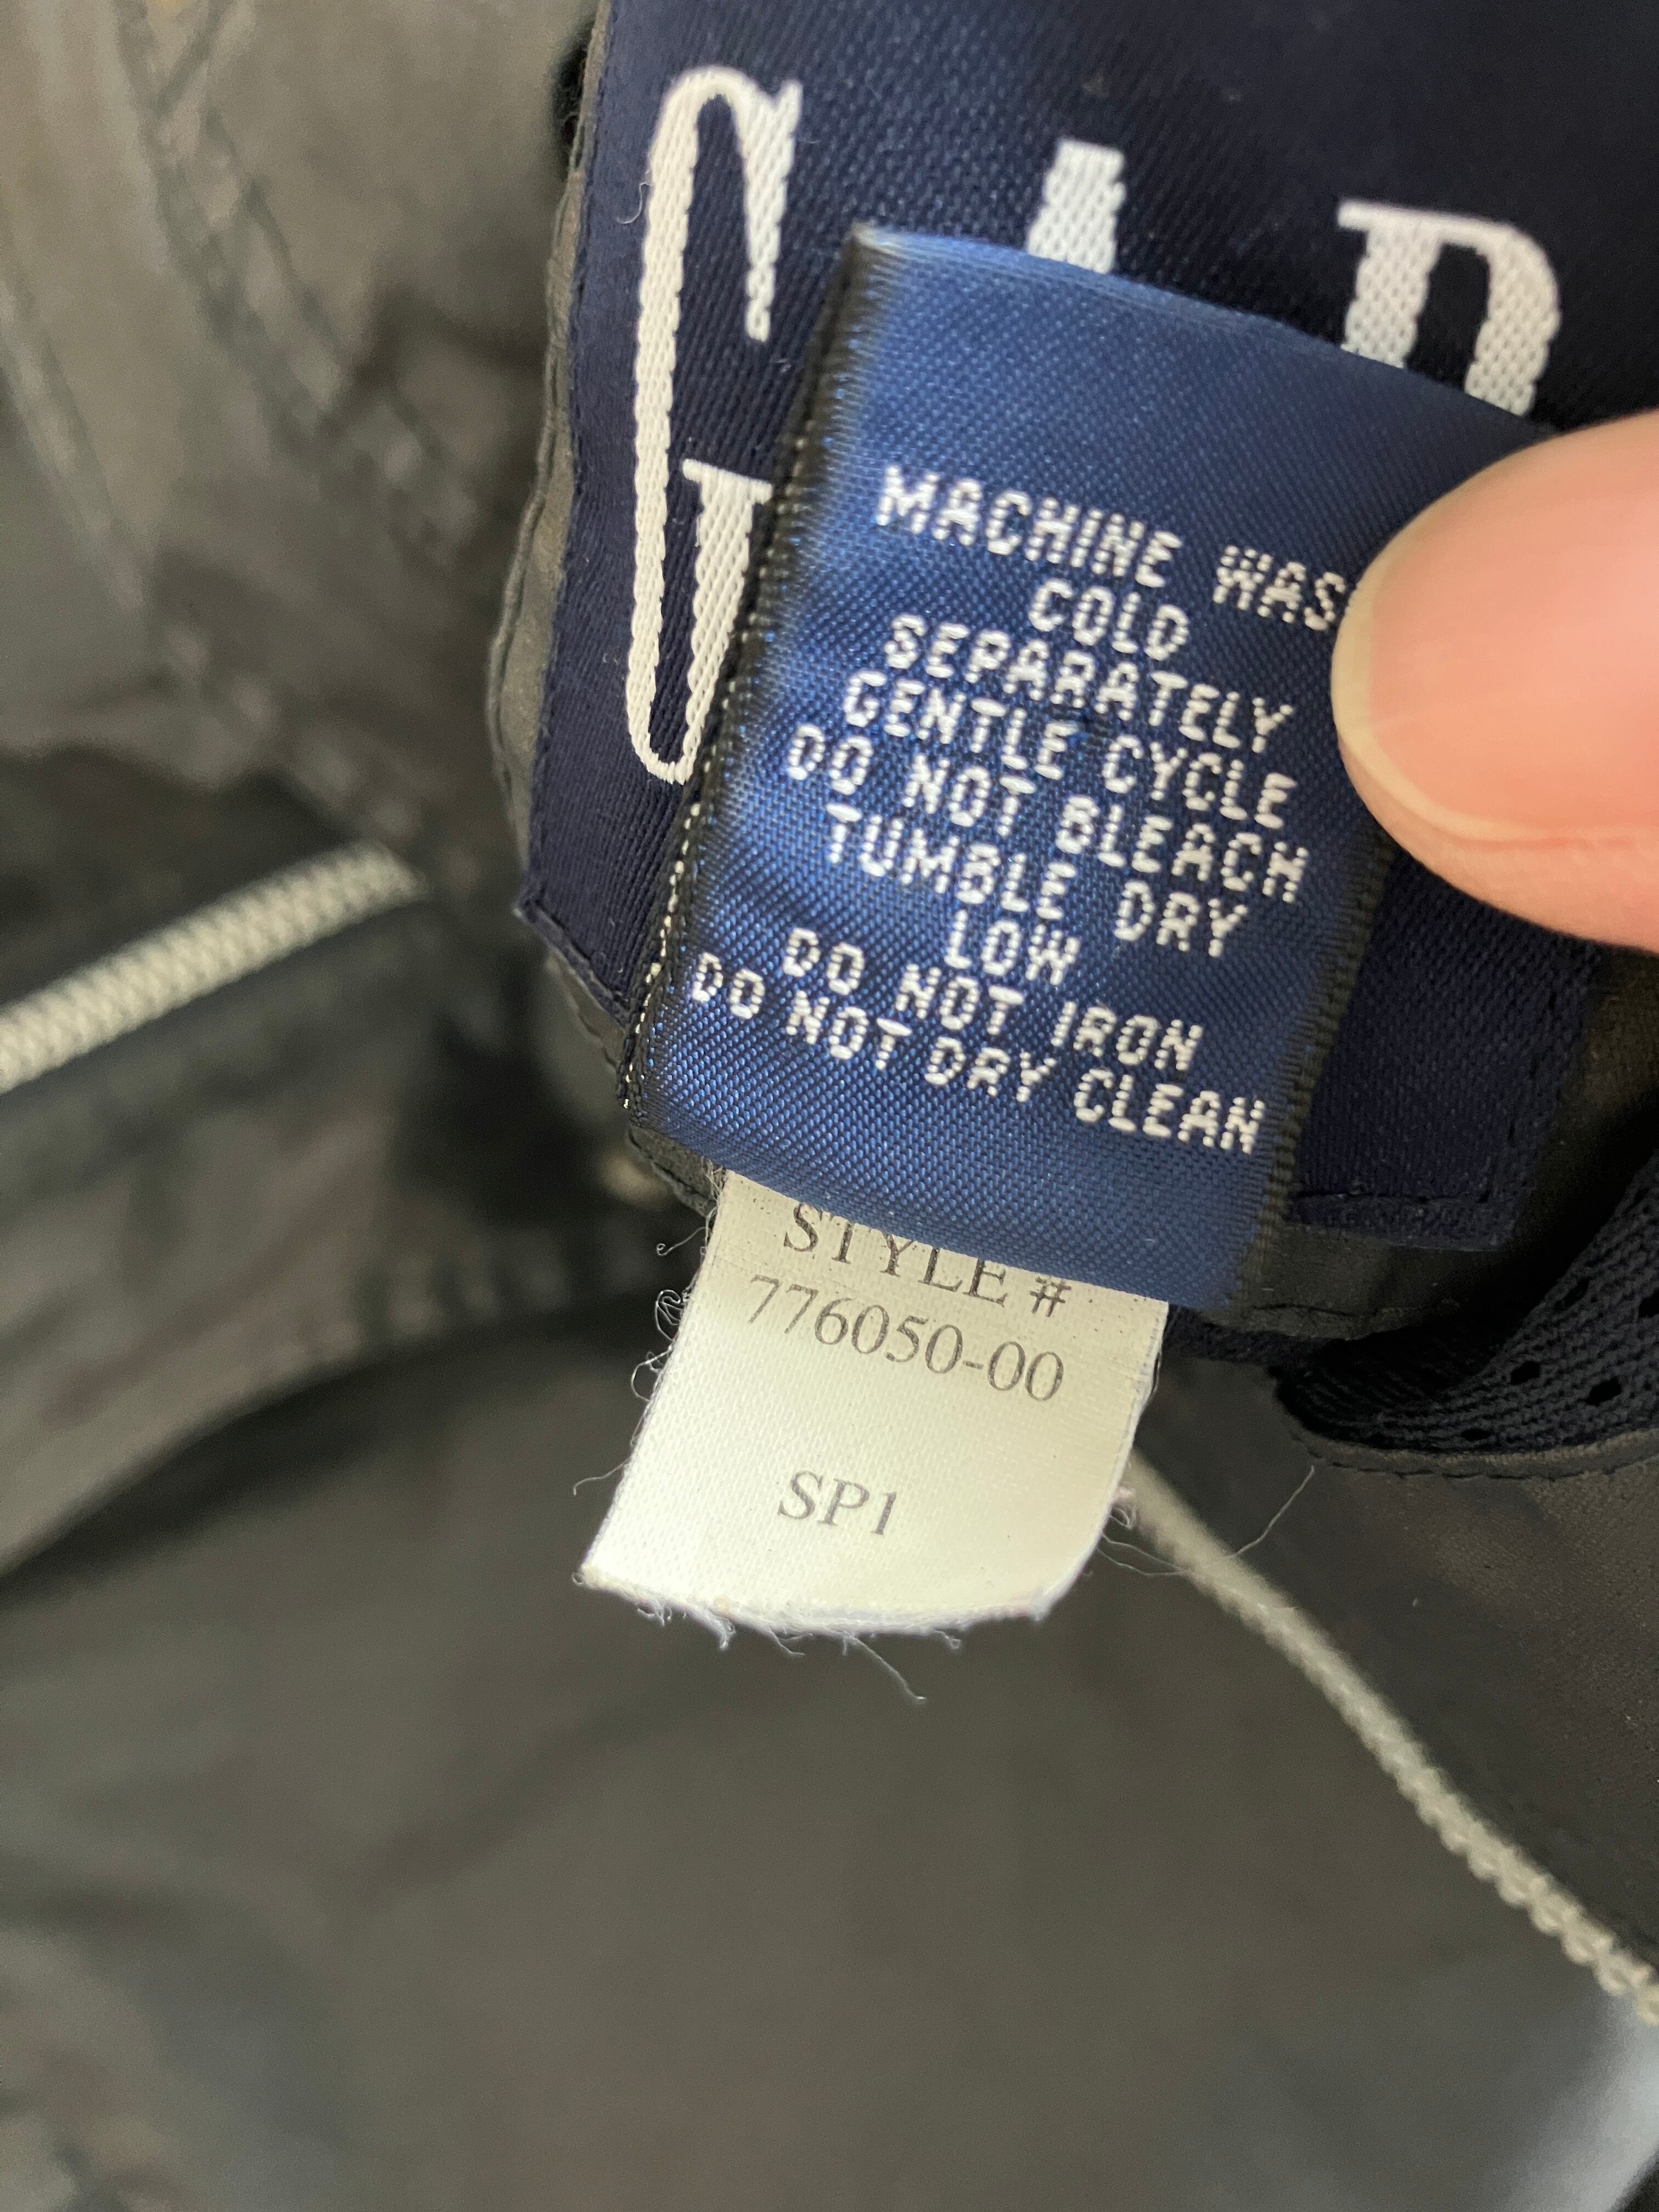 GAP
MACHINE WAS
COLD
SEPARATELY
GENTLE CYCLE
DO NOT BLEACH
TUMBLE DRY
LOW
DO NOT IRON
DO NOT DRY CLEAN
STYLE #
776050-00
SP1